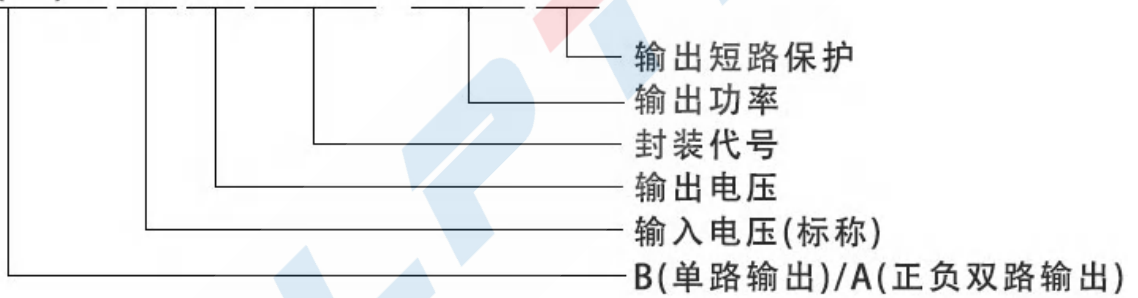 输出短路保护
输出功率
封装代号
输出电压
输入电压(标称)
B(单路输出)/A(正负双路输出)